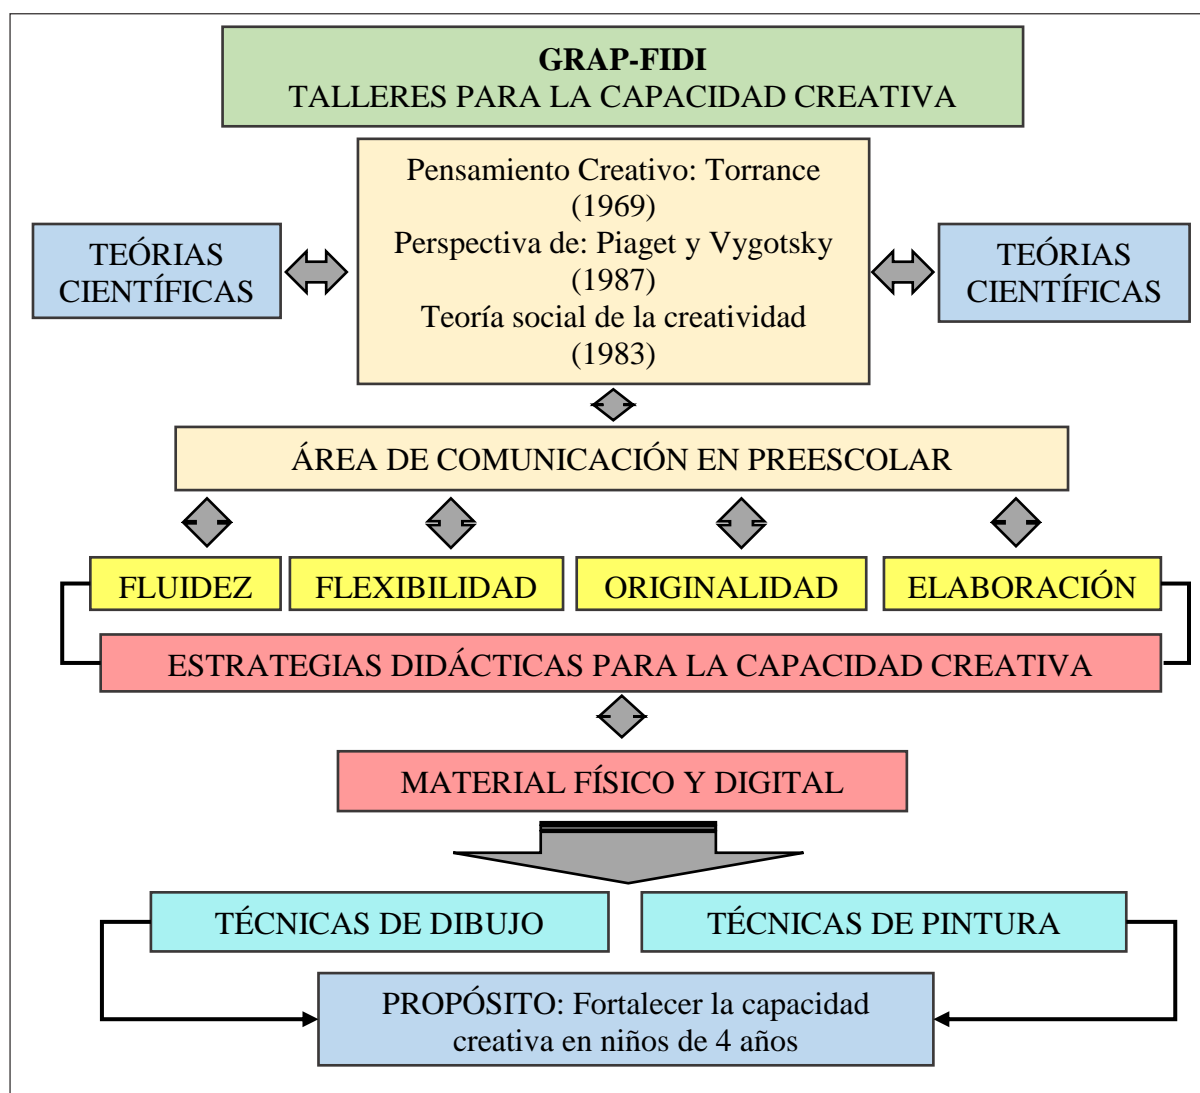 GRAP-FIDI
TALLERES PARA LA CAPACIDAD CREATIVA
Pensamiento Creativo: Torrance
(1969)
Perspectiva de: Piaget y Vygotsky
(1987)
Teoría social de la creatividad
(1983)
TEÓRIAS
CIENTÍFICAS
TEÓRIAS
CIENTÍFICAS
ÁREA DE COMUNICACIÓN EN PREESCOLAR
FLUIDEZ
FLEXIBILIDAD
ORIGINALIDAD
ELABORACIÓN
ESTRATEGIAS DIDÁCTICAS PARA LA CAPACIDAD CREATIVA
MATERIAL FÍSICO Y DIGITAL
TÉCNICAS DE DIBUJO
TÉCNICAS DE PINTURA
PROPÓSITO: Fortalecer la capacidad
creativa en niños de 4 años